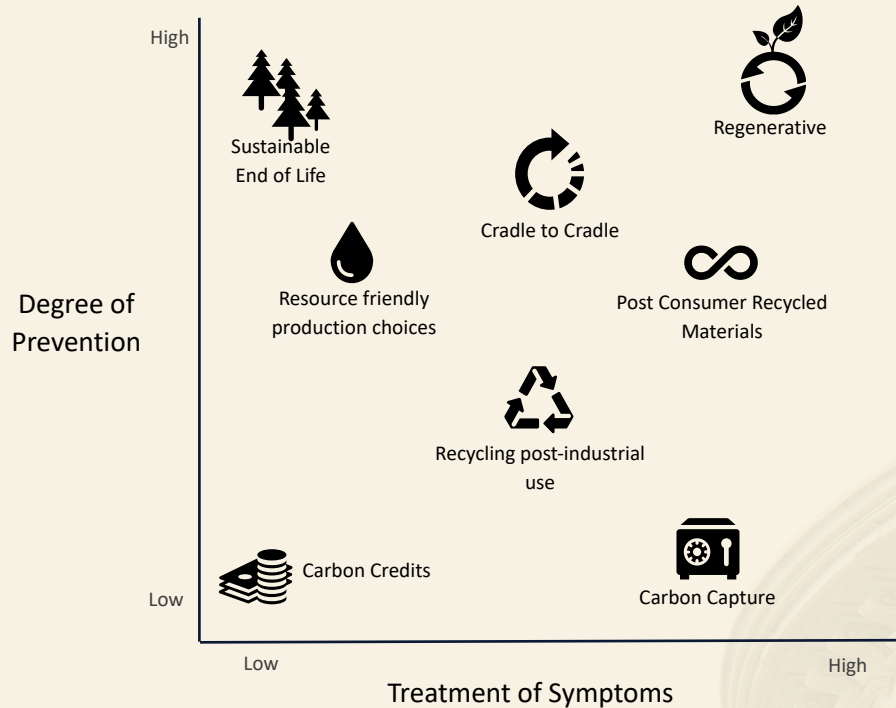 High
Regenerative
Sustainable
End of Life
Cradle to Cradle
Resource friendly
production choices
Post Consumer Recycled
Materials
Degree of
Prevention
Recycling post-industrial
use
Carbon Credits
Carbon Capture
Low
Low
High
Treatment of Symptoms